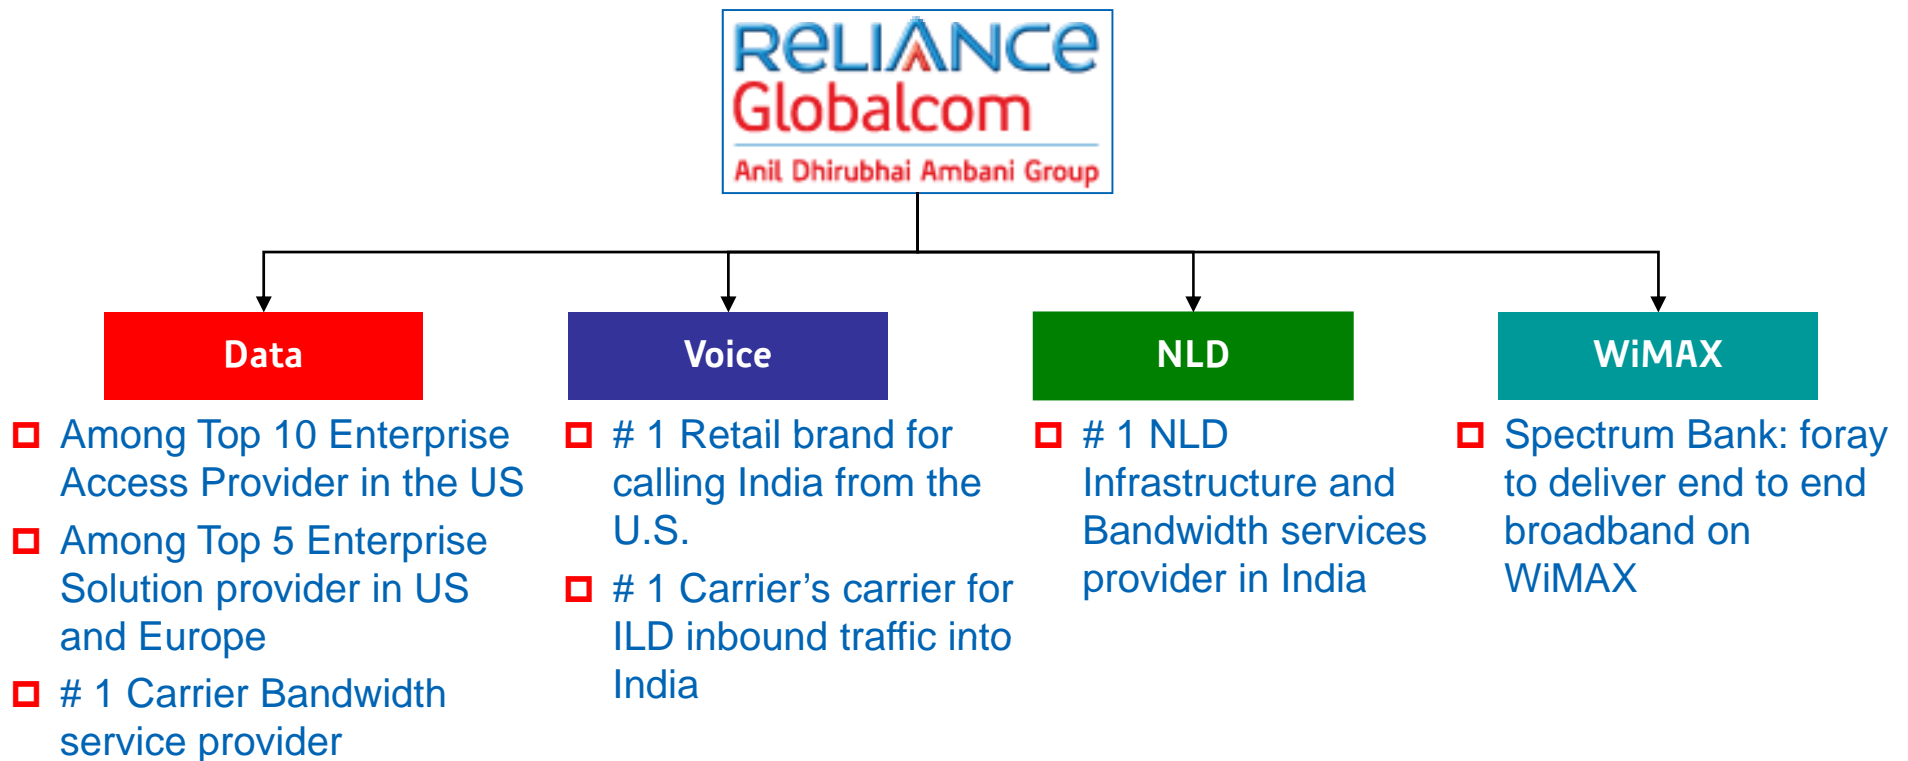 RELIANCE
Globalcom
Anil Dhirubhai Ambani Group
Data
Among Top 10 Enterprise
Access Provider in the US
Among Top 5 Enterprise
Solution provider in US
and Europe
# 1 Carrier Bandwidth
service provider
Voice
# 1 Retail brand for
calling India from the
U.S.
# 1 Carrier’s carrier for
ILD inbound traffic into
India
NLD
# 1 NLD
Infrastructure and
Bandwidth services
provider in India
WiMAX
Spectrum Bank: foray
to deliver end to end
broadband on
WiMAX